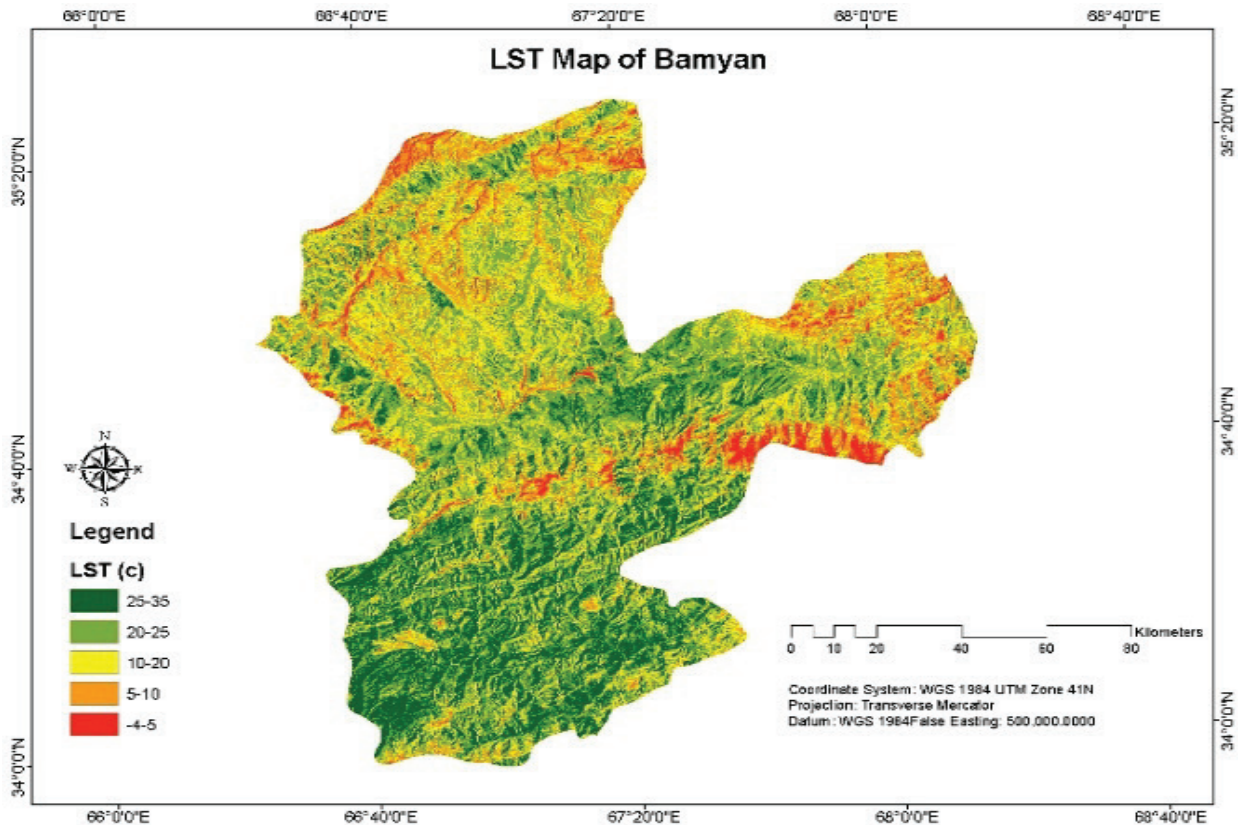 66°0'0"E 66°40'0"E 67°20'0"E 68°0'0"E 68°40'0"E
LST Map of Bamyan
35°20'0"N
35°20'0"N
34°40'0"N
34°40'0"N
N
W
S
Legend
LST (c)
25-35
20-25
10-20
5-10
-4-5
Kilometers
0 10 20 40 60 80
Coordinate System: WGS 1984 UTM Zone 41N
Projection: Transverse Mercator
Datum: WGS 1984False Easting: 500,000.0000
34°0'0"N
34°0'0"N
66°0'0"E 66°40'0"E 67°20'0"E 68°0'0"E 68°40'0"E